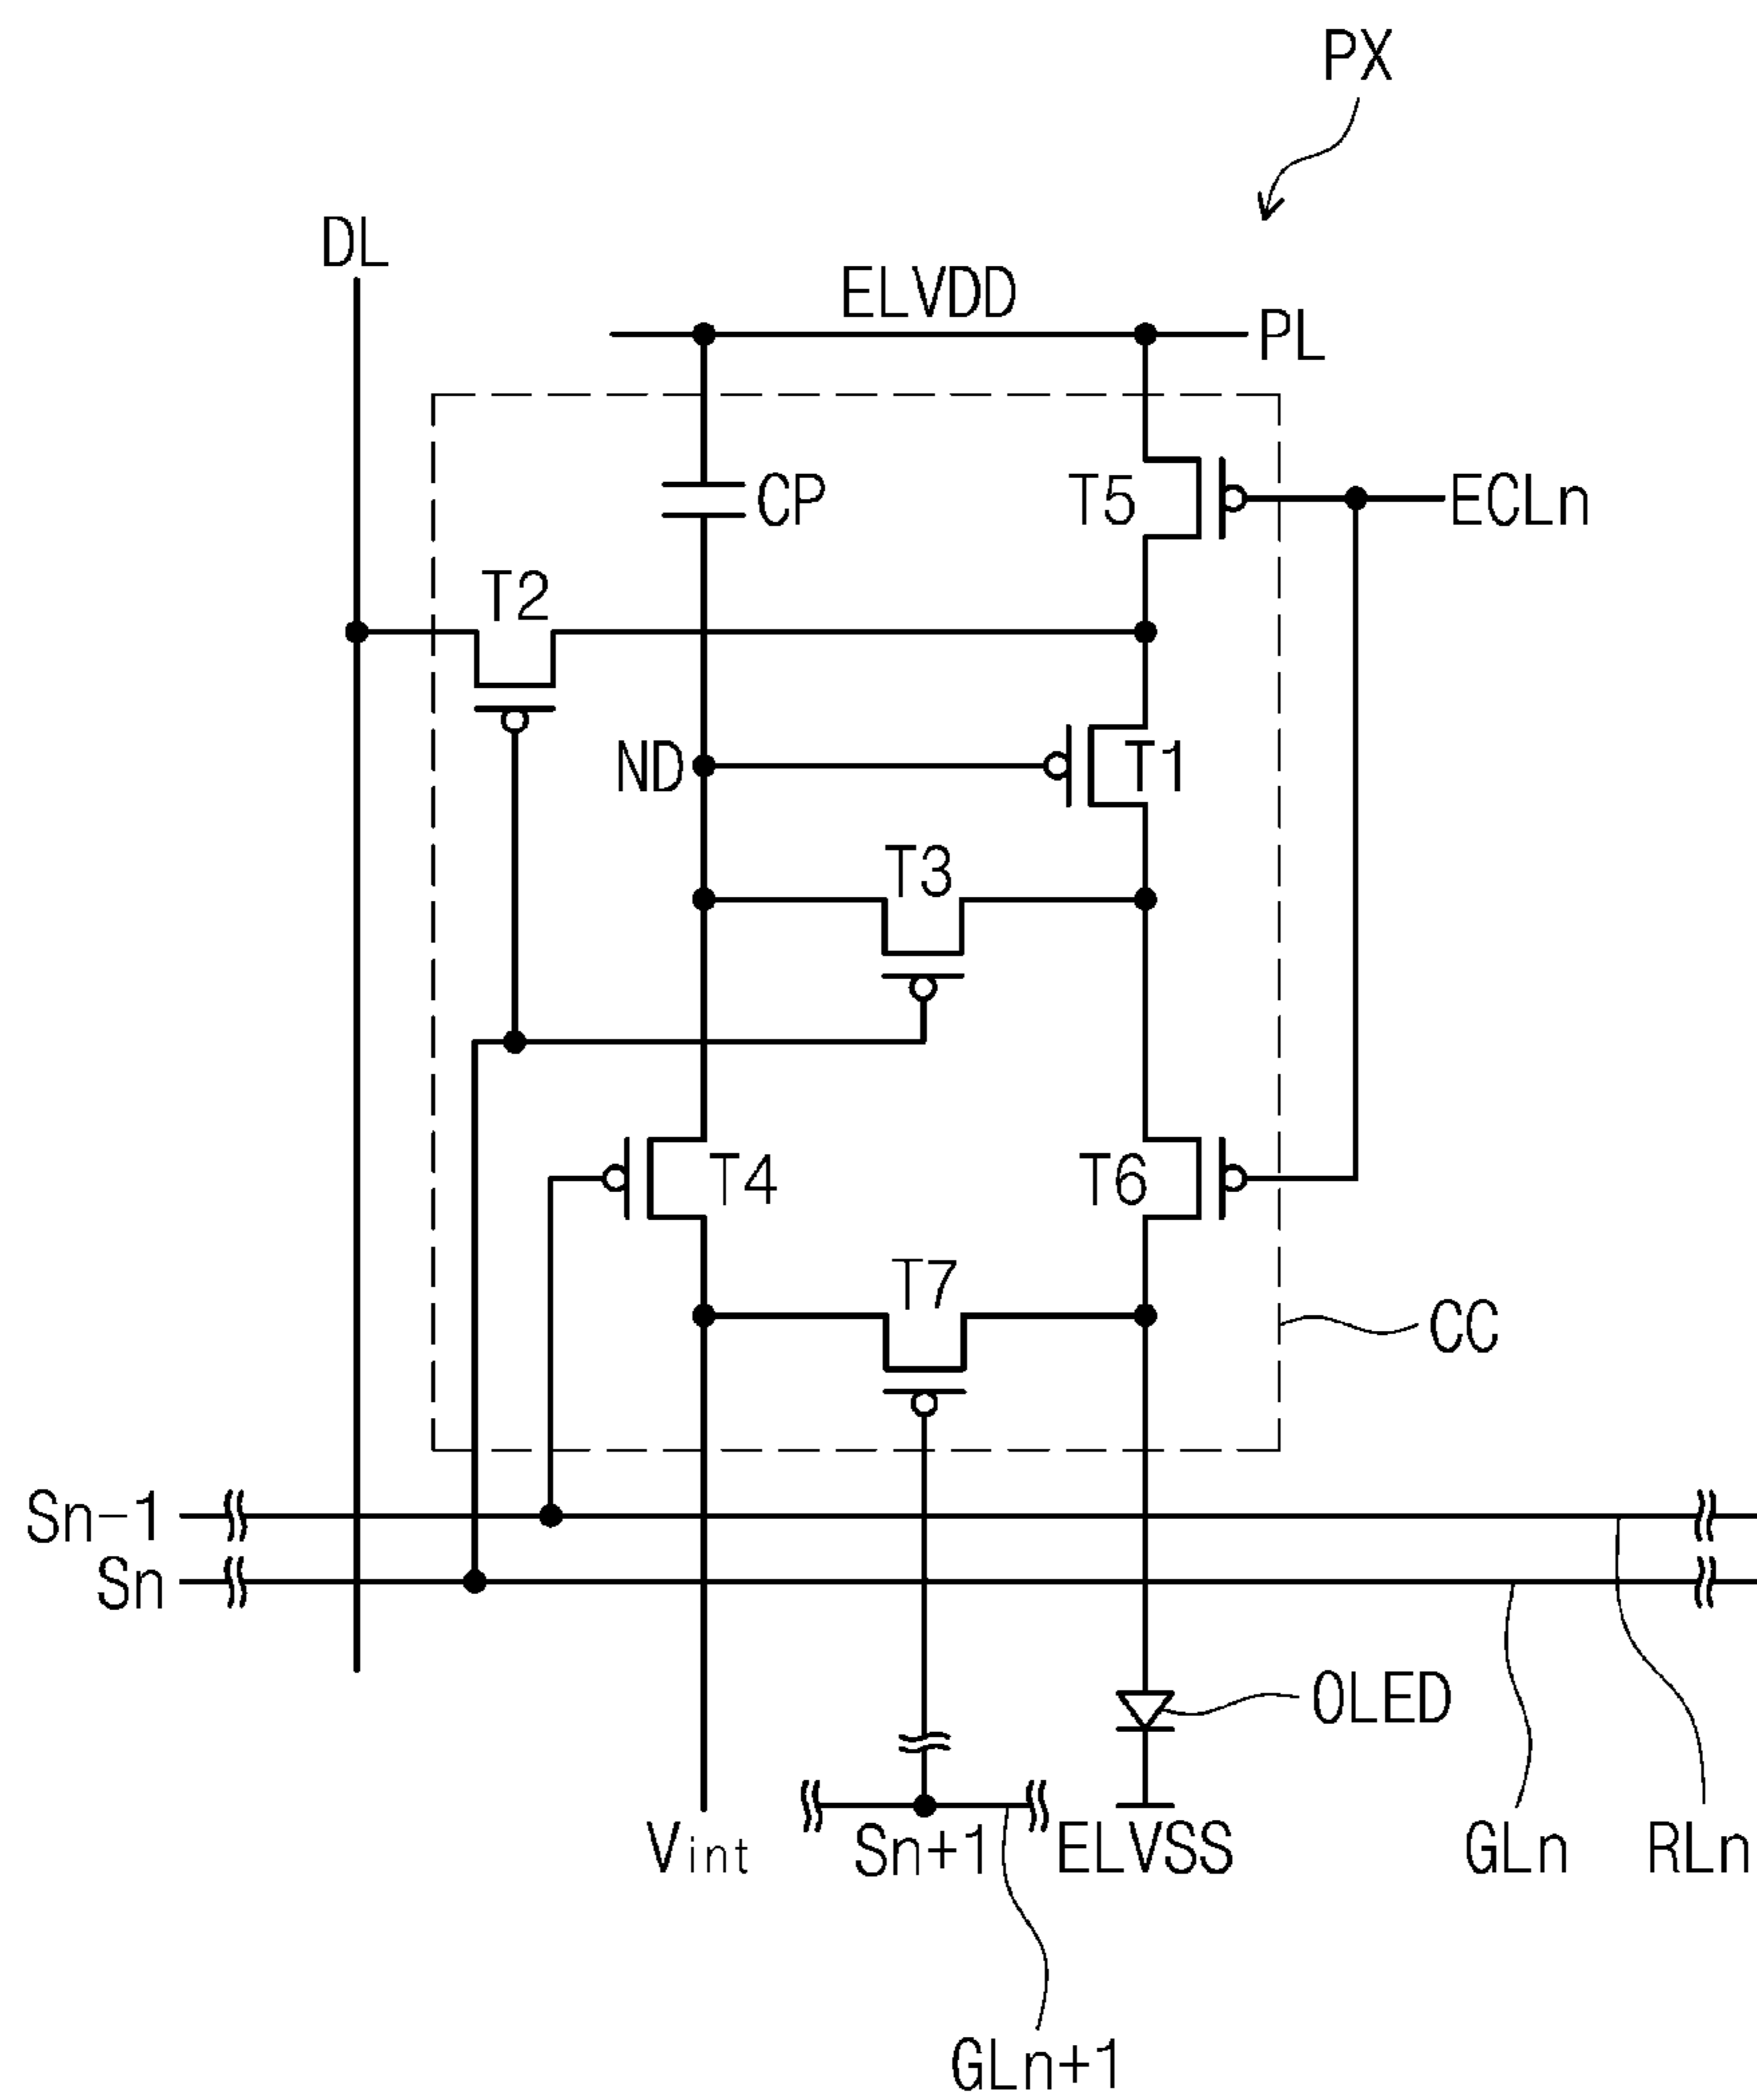 PX
DL
ELVDD
PL
CP
T5
ECLn
T2
ND
T1
T3
T4
T6
T7
CC
Sn-1
Sn
OLED
Vint
Sn+1
ELVSS
GLn
RLn
GLn+1